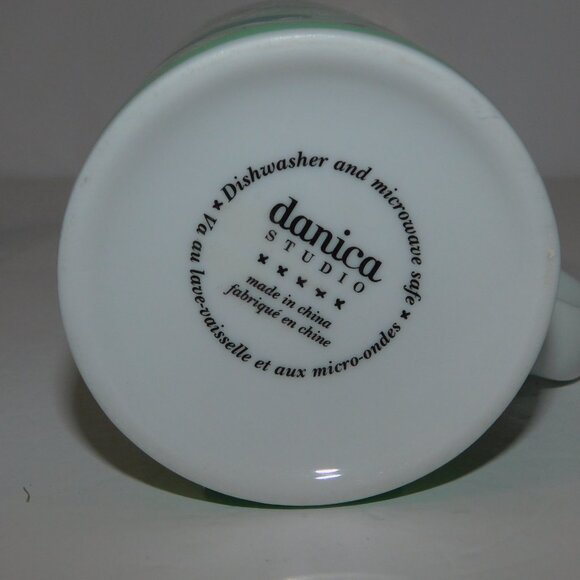 Dishwasher and microwave safe
Va au lave-vaisselle et aux micro-ondes
danica
STUDIO
made in china
fabriqué en chine